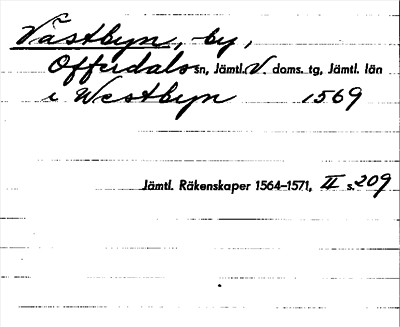 Västbyn, by,
Offerdals sn, Jämtl. V. doms. tg, Jämtl. län
i Westbyn 1569
Jämtl. Räkenskaper 1564-1571, II s. 209